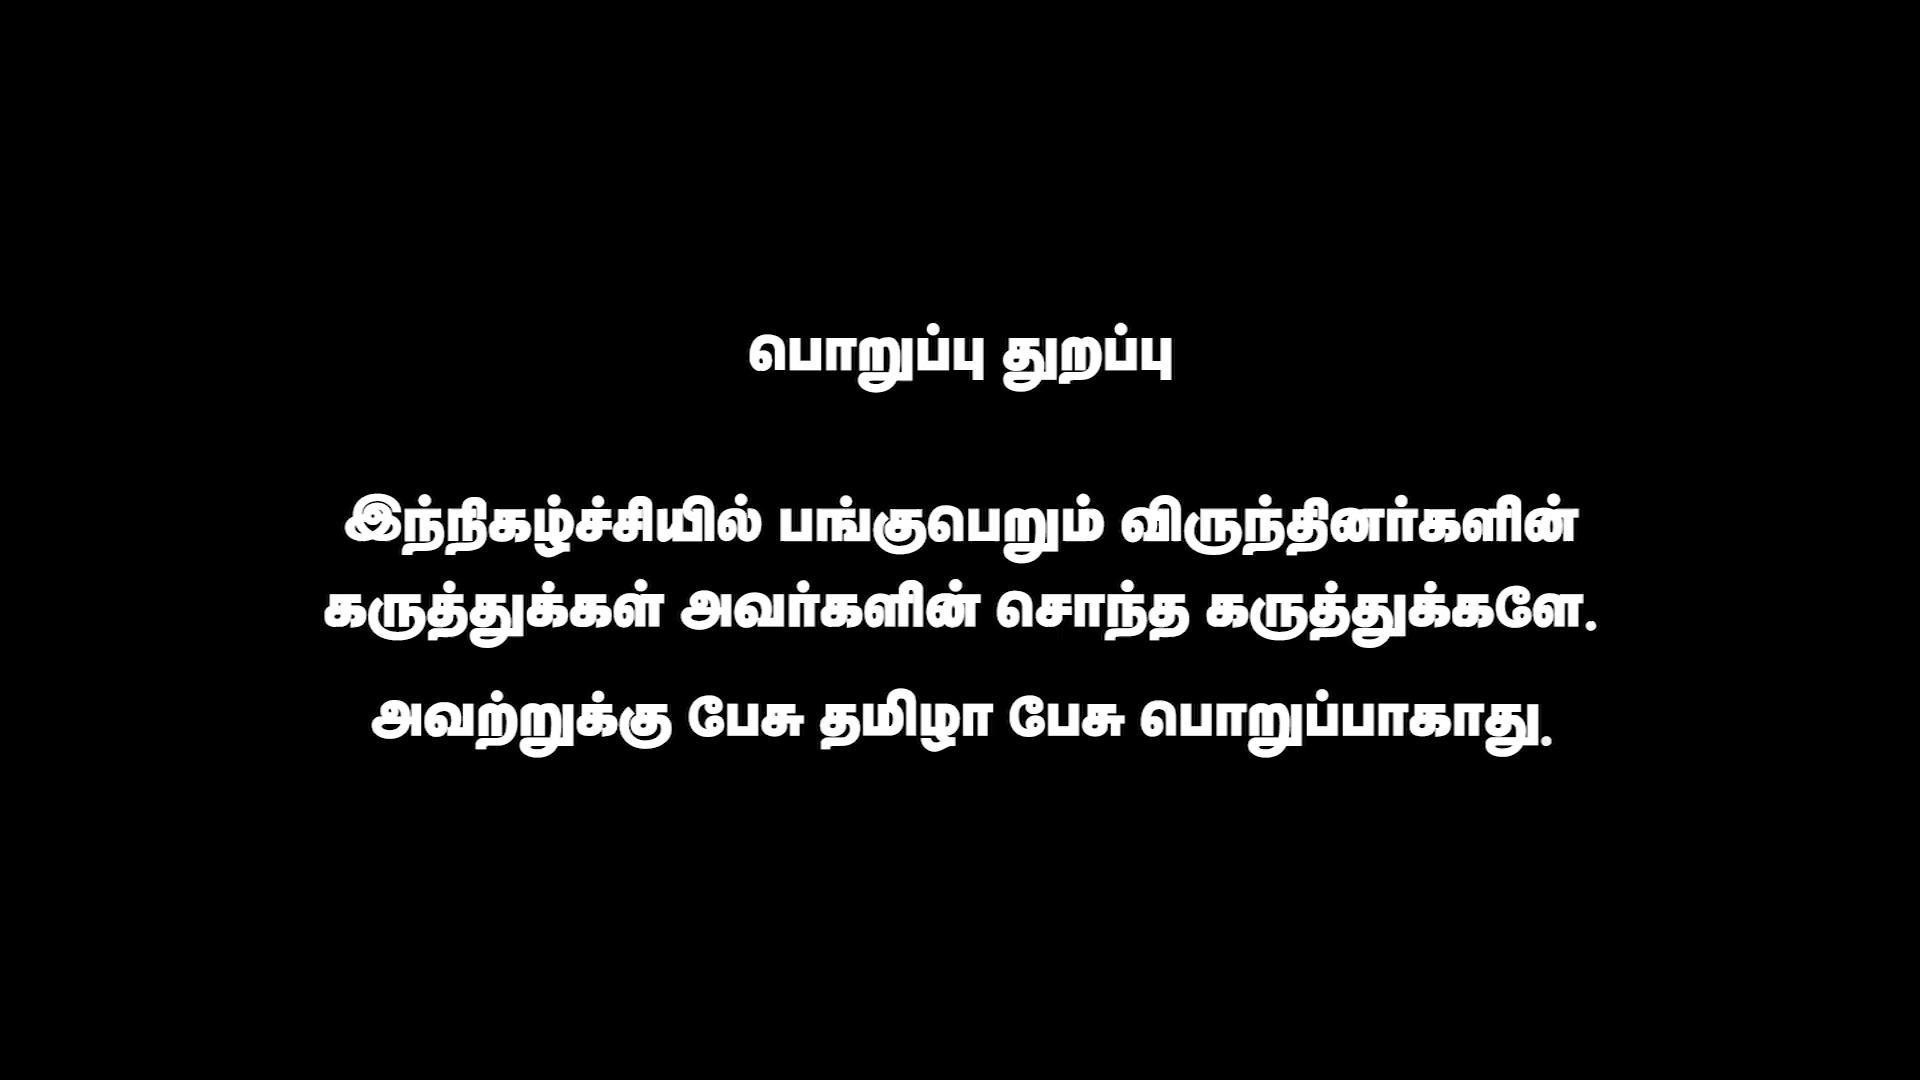 பொறுப்பு துறப்பு
இந்நிகழ்ச்சியில் பங்குபெறும் விருந்தினர்களின்
கருத்துக்கள் அவர்களின் சொந்த கருத்துக்களே.
அவற்றுக்கு பேசு தமிழா பேசு பொறுப்பாகாது.